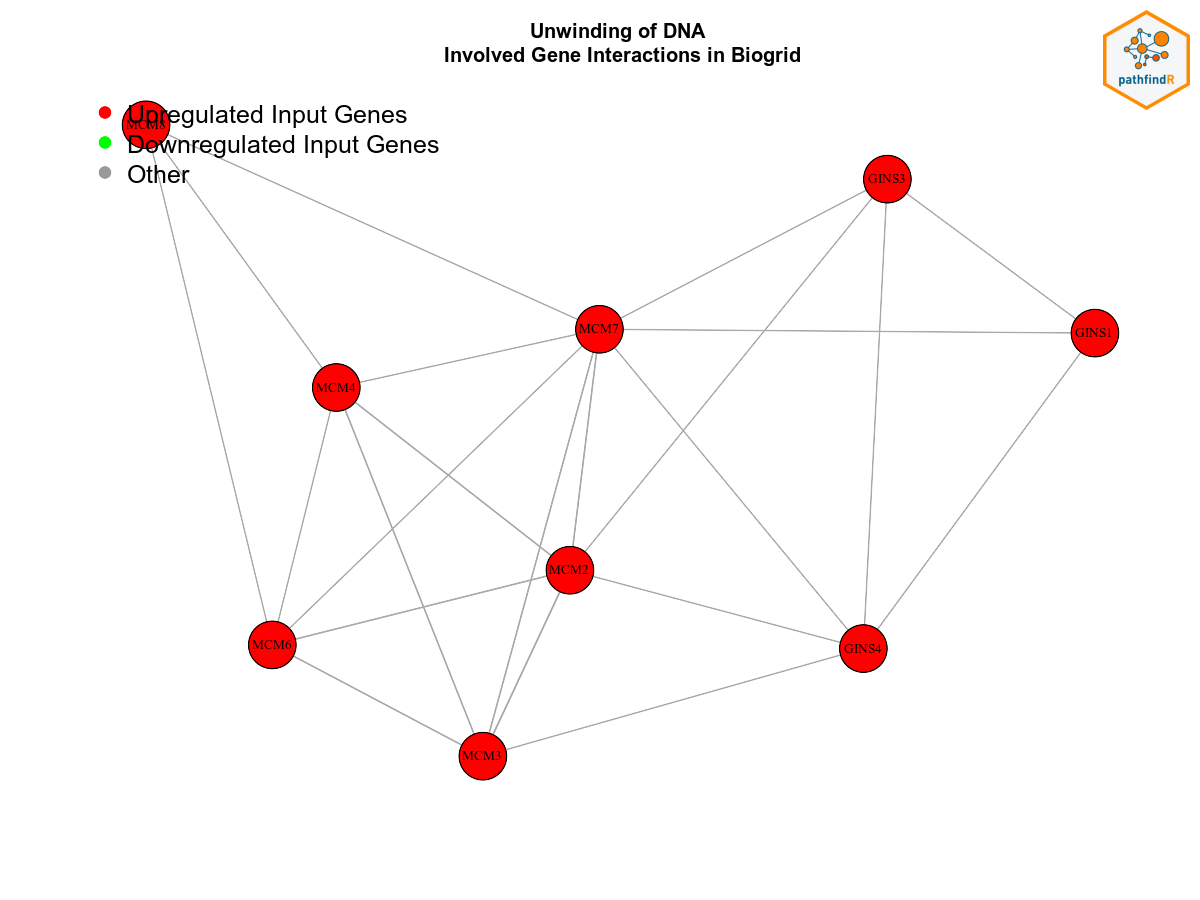 Unwinding of DNA
Involved Gene Interactions in Biogrid
pathfindR
Upregulated Input Genes
MCM8
Downregulated Input Genes
Other
GINS3
MCM7
GINS1
MCM4
MCM2
MCM6
GINS4
MCM3